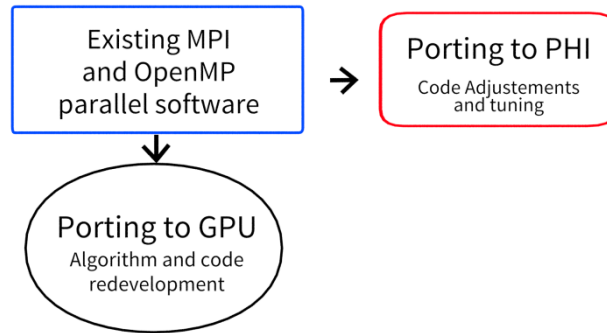 Existing MPI
and OpenMP
parallel software
Porting to PHI
Code Adjustements
and tuning
Porting to GPU
Algorithm and code
redevelopment